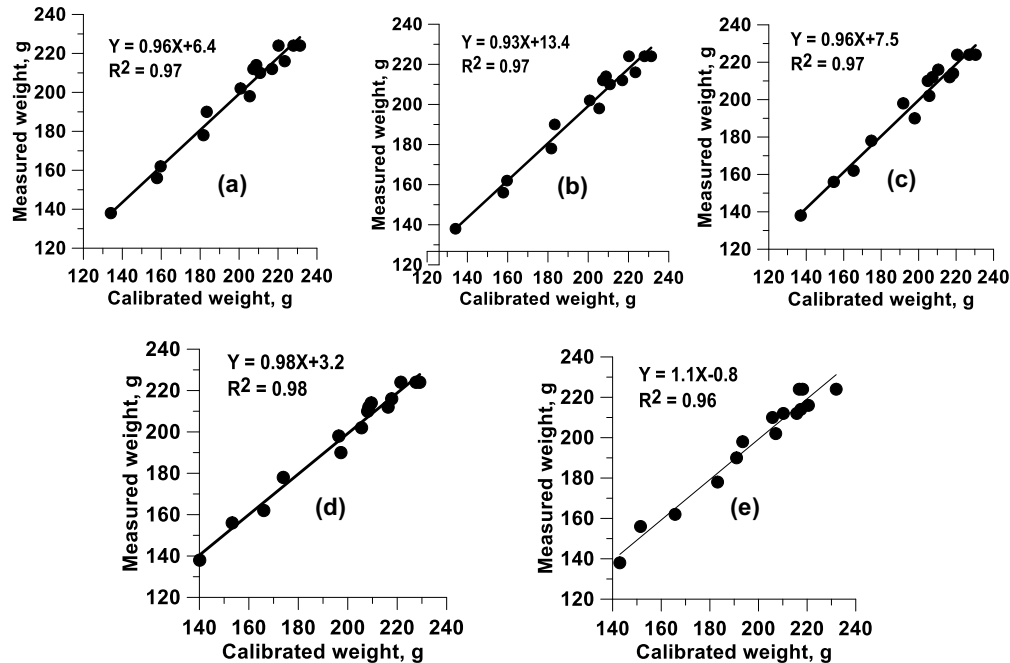 Y = 0.96X+6.4
R2 = 0.97
(a)
240
220
200
180
160
140
120
120 140 160 180 200 220 240
Measured weight, g
Calibrated weight, g
Y = 0.93X+13.4
R2 = 0.97
(b)
240
220
200
180
160
140
120
120 140 160 180 200 220 240
Measured weight, g
Calibrated weight, g
Y = 0.96X+7.5
R2 = 0.97
(c)
240
220
200
180
160
140
120
120 140 160 180 200 220 240
Measured weight, g
Calibrated weight, g
Y = 0.98X+3.2
R2 = 0.98
(d)
240
220
200
180
160
140
120
140 160 180 200 220 240
Measured weight, g
Calibrated weight, g
Y = 1.1X-0.8
R2 = 0.96
(e)
240
220
200
180
160
140
120
140 160 180 200 220 240
Measured weight, g
Calibrated weight, g